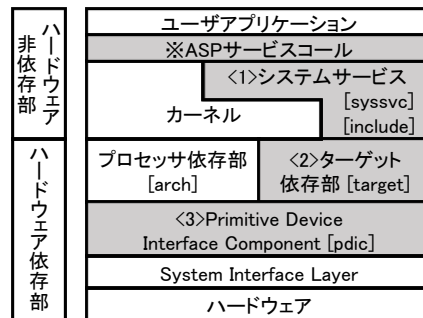 ハードウェア
非依存部
ユーザアプリケーション
※ASPサービスコール
<1>システムサービス
[syssvc]
[include]
カーネル
ハードウェア依存部
プロセッサ依存部
[arch]
<2>ターゲット
依存部 [target]
<3>Primitive Device
Interface Component [pdic]
System Interface Layer
ハードウェア